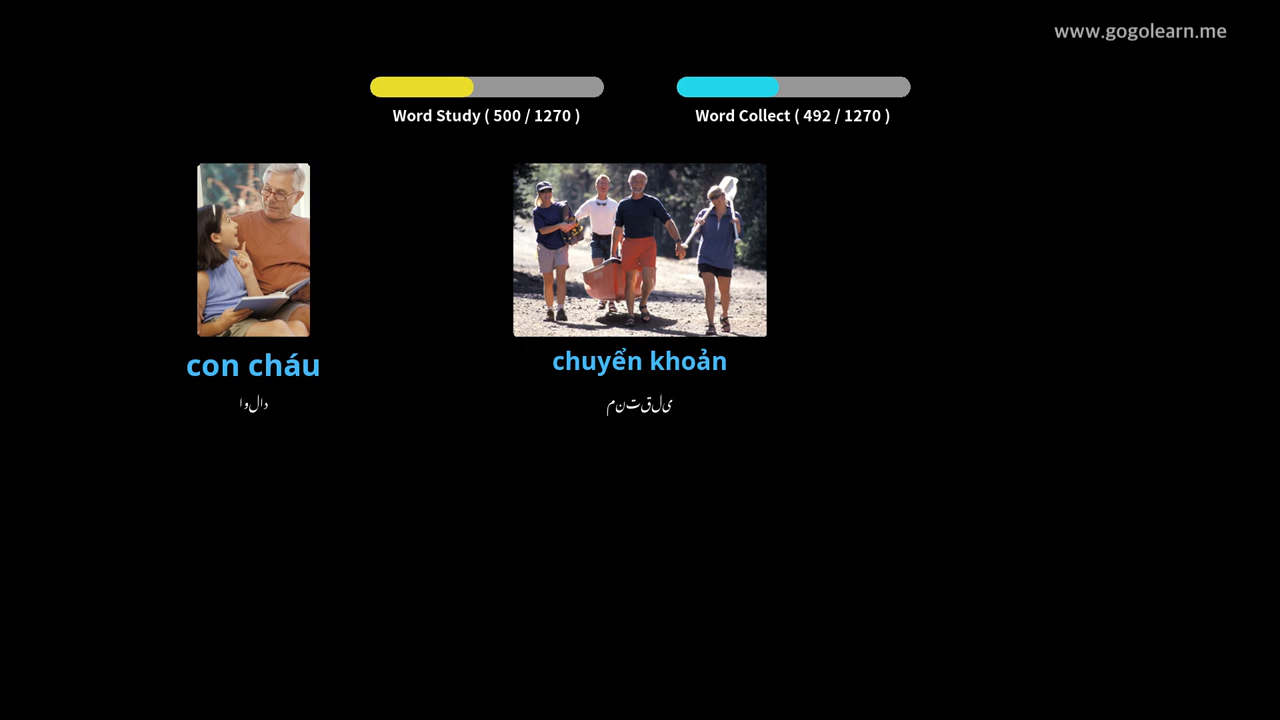 www.gogolearn.me
Word Study ( 500 / 1270 )
Word Collect ( 492 / 1270 )
con cháu
chuyển khoản
اولاد
منتقلی